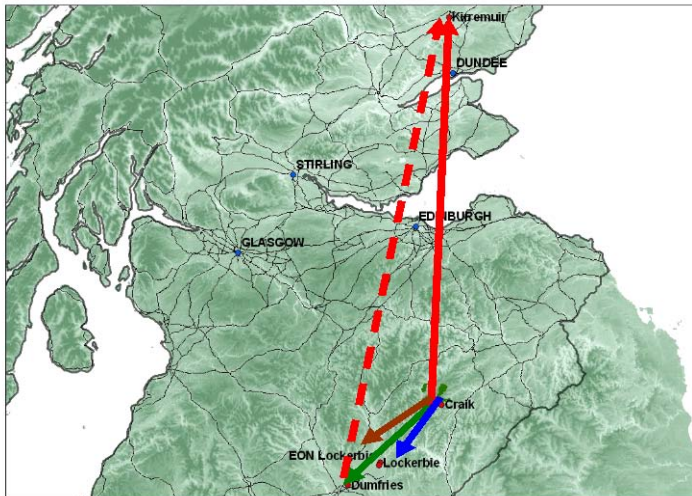 Kirremuir
DUNDEE
STIRLING
EDINBURGH
GLASGOW
Craik
EON Lockerbie
Lockerbie
Dumfries